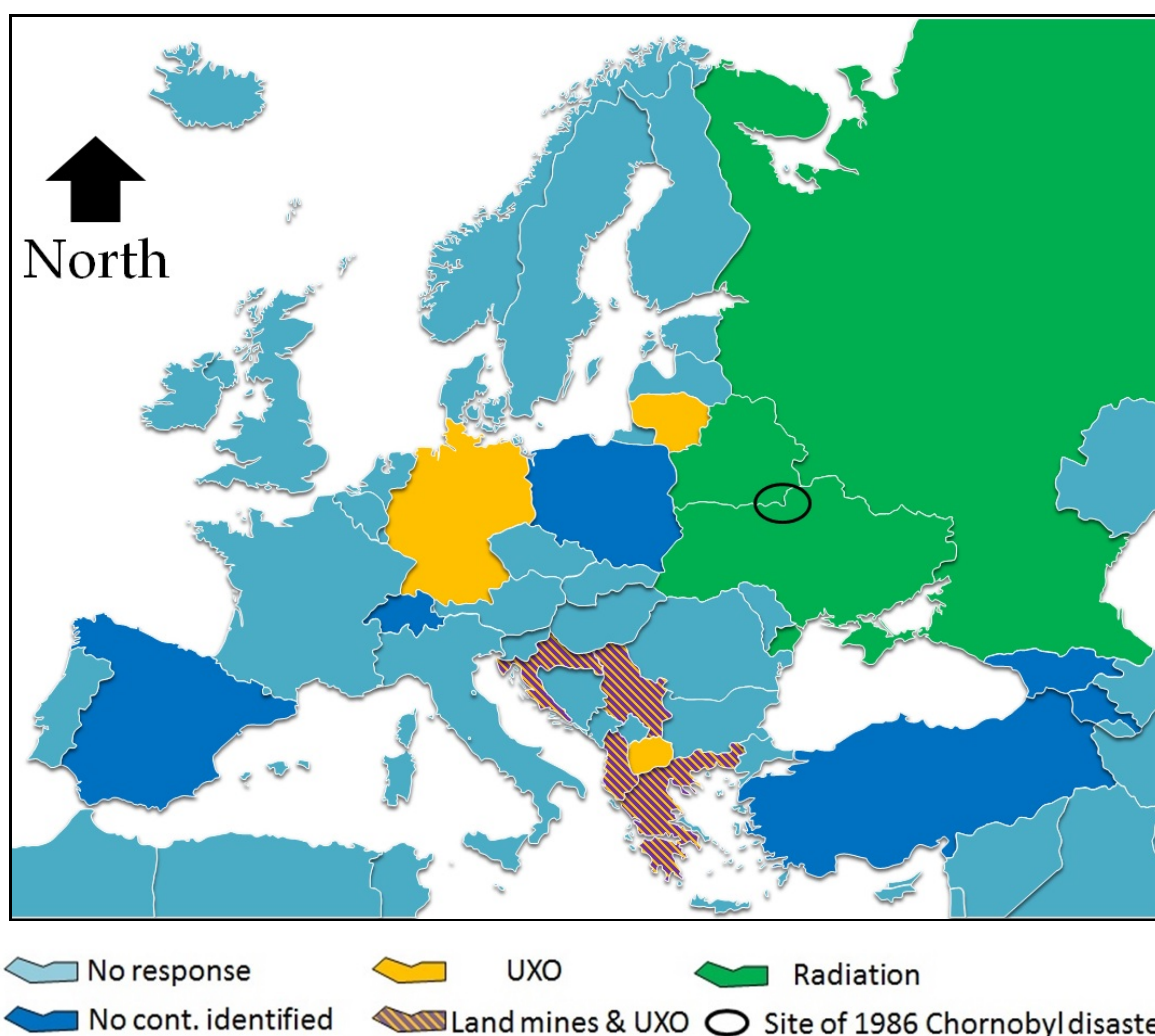 North
No response
UXO
Radiation
No cont. identified
Land mines & UXO
Site of 1986 Chornobyl disaste